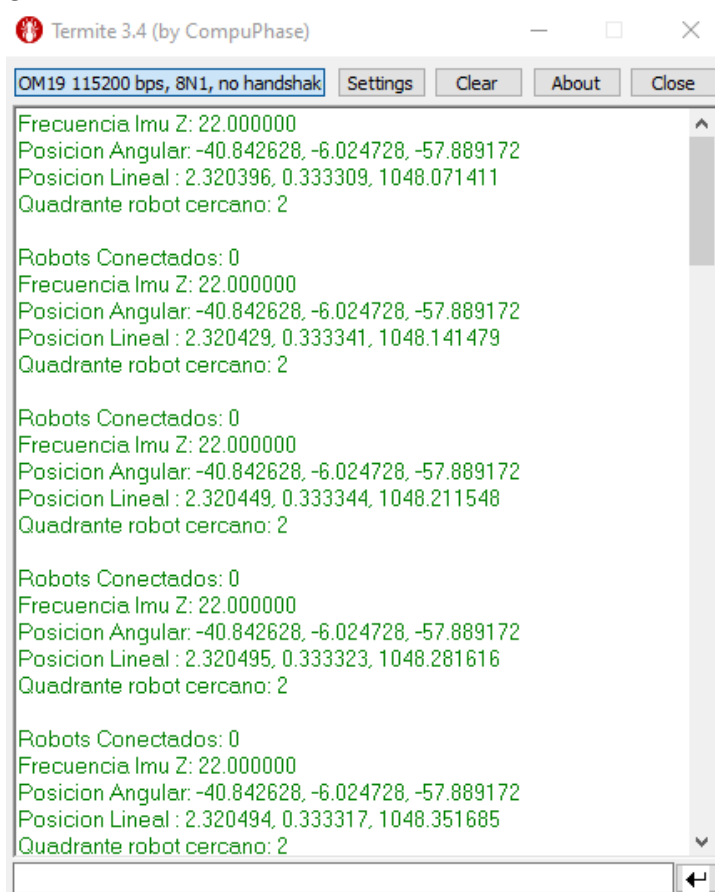 Termite 3.4 (by CompuPhase)
OM19 115200 bps, 8N1, no handshak Settings Clear About Close
Frecuencia Imu Z: 22.000000
Posicion Angular: -40.842628, -6.024728, -57.889172
Posicion Lineal : 2.320396, 0.333309, 1048.071411
Quadrante robot cercano: 2
Robots Conectados: 0
Frecuencia Imu Z: 22.000000
Posicion Angular: -40.842628, -6.024728, -57.889172
Posicion Lineal : 2.320429, 0.333341, 1048.141479
Quadrante robot cercano: 2
Robots Conectados: 0
Frecuencia Imu Z: 22.000000
Posicion Angular: -40.842628, -6.024728, -57.889172
Posicion Lineal : 2.320449, 0.333344, 1048.211548
Quadrante robot cercano: 2
Robots Conectados: 0
Frecuencia Imu Z: 22.000000
Posicion Angular: -40.842628, -6.024728, -57.889172
Posicion Lineal : 2.320495, 0.333323, 1048.281616
Quadrante robot cercano: 2
Robots Conectados: 0
Frecuencia Imu Z: 22.000000
Posicion Angular: -40.842628, -6.024728, -57.889172
Posicion Lineal : 2.320494, 0.333317, 1048.351685
Quadrante robot cercano: 2